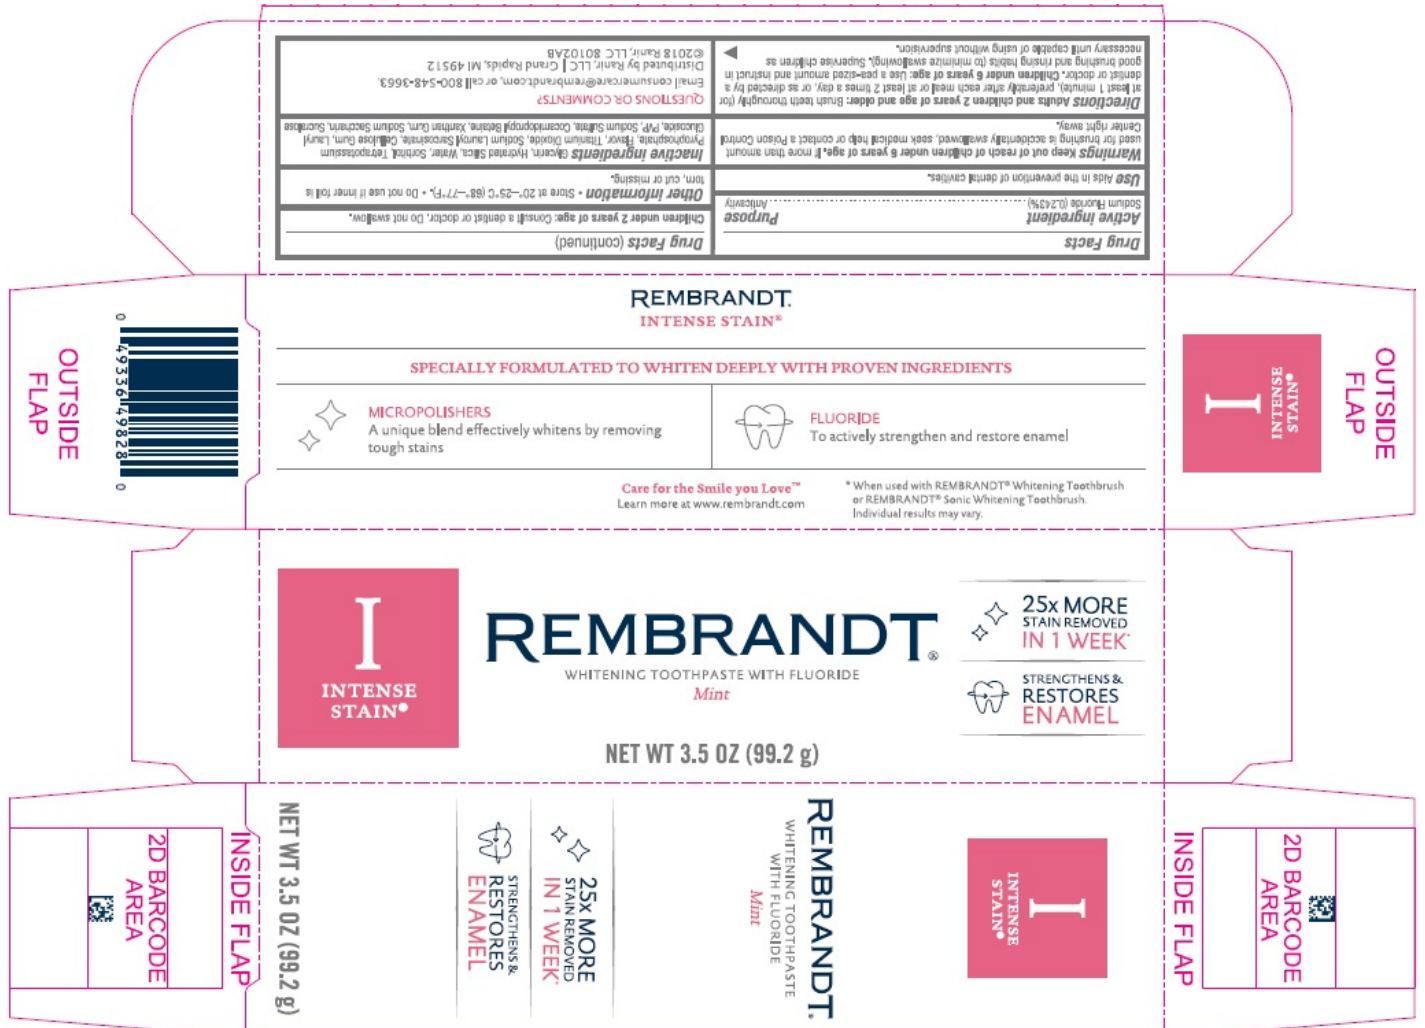 Drug Facts
Active ingredient Purpose
Sodium Fluoride (0.243%) Anticavity
Use Aids in the prevention of dental cavities.
Warnings Keep out of reach of children under 6 years of age. If more than amount
used for brushing is accidentally swallowed, seek medical help or contact a Poison Control
Center right away.
Directions Adults and children 2 years of age and older: Brush teeth thoroughly (for
at least 1 minute), preferably after each meal or at least 2 times a day, or as directed by a
dentist or doctor. Children under 6 years of age: Use a pea-sized amount and instruct in
good brushing and rinsing habits (to minimize swallowing). Supervise children as
necessary until capable of using without supervision.
Drug Facts (continued)
Children under 2 years of age: Consult a dentist or doctor. Do not swallow.
Other information • Store at 20°–25°C (68°–77°F). • Do not use if inner foil is
torn, cut or missing.
Inactive ingredients Glycerin, Hydrated Silica, Water, Sorbitol, Tetrapotassium
Pyrophosphate, Flavor, Titanium Dioxide, Sodium Lauroyl Sarcosinate, Cellulose Gum, Lauryl
Glucoside, PVP, Sodium Sulfate, Cocamidopropyl Betaine, Xanthan Gum, Sodium Saccharin, Sucralose
QUESTIONS OR COMMENTS?
Email consumercare@rembrandt.com, or call 800-548-3663.
Distributed by Ranir, LLC | Grand Rapids, MI 49512
©2018 Ranir, LLC 80102AB
OUTSIDE
FLAP
0 49336 49828 0
REMBRANDT.
INTENSE STAIN®
SPECIALLY FORMULATED TO WHITEN DEEPLY WITH PROVEN INGREDIENTS
MICROPOLISHERS
A unique blend effectively whitens by removing
tough stains
FLUORIDE
To actively strengthen and restore enamel
Care for the Smile you Love™
Learn more at www.rembrandt.com
* When used with REMBRANDT® Whitening Toothbrush
or REMBRANDT® Sonic Whitening Toothbrush.
Individual results may vary.
I
INTENSE
STAIN®
OUTSIDE
FLAP
I
INTENSE
STAIN®
REMBRANDT®
WHITENING TOOTHPASTE WITH FLUORIDE
Mint
NET WT 3.5 OZ (99.2 g)
25x MORE
STAIN REMOVED
IN 1 WEEK*
STRENGTHENS &
RESTORES
ENAMEL
2D BARCODE
AREA
INSIDE FLAP
NET WT 3.5 OZ (99.2 g)
STRENGTHENS &
RESTORES
ENAMEL
25x MORE
STAIN REMOVED
IN 1 WEEK*
REMBRANDT.
WHITENING TOOTHPASTE
WITH FLUORIDE
Mint
I
INTENSE
STAIN®
INSIDE FLAP
2D BARCODE
AREA